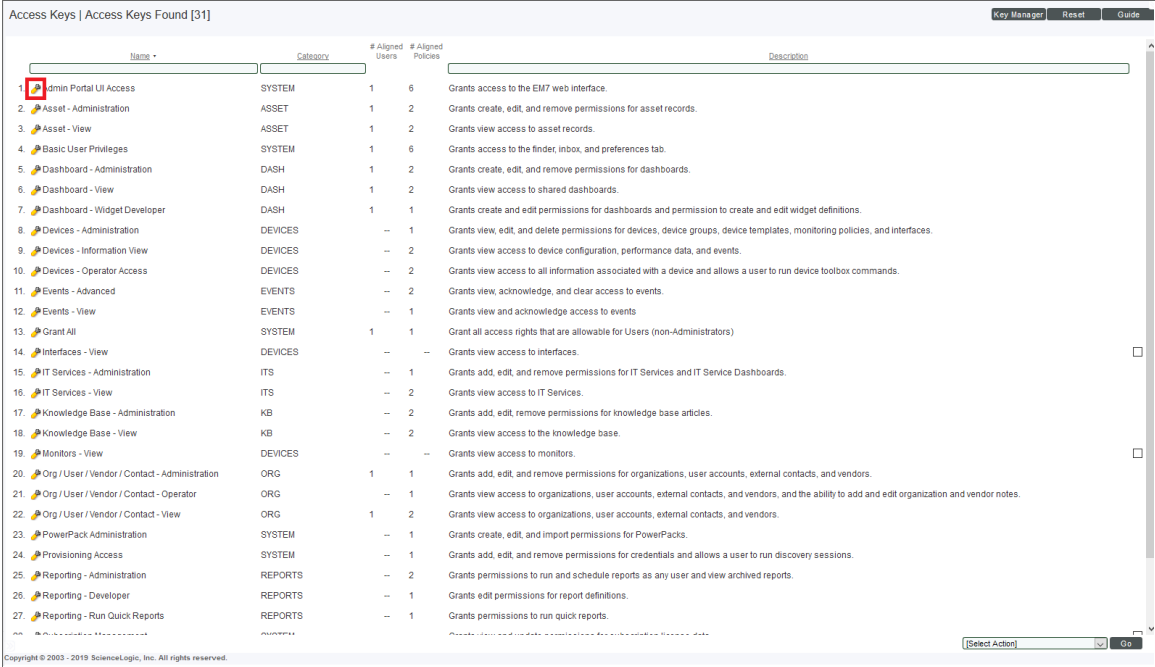 Access Keys | Access Keys Found [31]
Key Manager Reset Guide
Name # Aligned Users # Aligned Policies
Category Description
1. Admin Portal UI Access SYSTEM 1 6 Grants access to the EM7 web interface.
2. Asset - Administration ASSET 1 2 Grants create, edit, and remove permissions for asset records.
3. Asset - View ASSET 1 2 Grants view access to asset records.
4. Basic User Privileges SYSTEM 1 6 Grants access to the finder, inbox, and preferences tab.
5. Dashboard - Administration DASH 1 2 Grants create, edit, and remove permissions for dashboards.
6. Dashboard - View DASH 1 2 Grants view access to shared dashboards.
7. Dashboard - Widget Developer DASH 1 1 Grants create and edit permissions for dashboards and permission to create and edit widget definitions.
8. Devices - Administration DEVICES -- 1 Grants view, edit, and delete permissions for devices, device groups, device templates, monitoring policies, and interfaces.
9. Devices - Information View DEVICES -- 2 Grants view access to device configuration, performance data, and events.
10. Devices - Operator Access DEVICES -- 2 Grants view access to all information associated with a device and allows a user to run device toolbox commands.
11. Events - Advanced EVENTS -- 2 Grants view, acknowledge, and clear access to events.
12. Events - View EVENTS -- 1 Grants view and acknowledge access to events
13. Grant All SYSTEM 1 1 Grant all access rights that are allowable for Users (non-Administrators)
14. Interfaces - View DEVICES -- -- Grants view access to interfaces.
15. IT Services - Administration ITS -- 1 Grants add, edit, and remove permissions for IT Services and IT Service Dashboards.
16. IT Services - View ITS -- 2 Grants view access to IT Services.
17. Knowledge Base - Administration KB -- 2 Grants add, edit, remove permissions for knowledge base articles.
18. Knowledge Base - View KB -- 2 Grants view access to the knowledge base.
19. Monitors - View DEVICES -- -- Grants view access to monitors.
20. Org / User / Vendor / Contact - Administration ORG 1 1 Grants add, edit, and remove permissions for organizations, user accounts, external contacts, and vendors.
21. Org / User / Vendor / Contact - Operator ORG -- 1 Grants view access to organizations, user accounts, external contacts, and vendors, and the ability to add and edit organization and vendor notes.
22. Org / User / Vendor / Contact - View ORG 1 2 Grants view access to organizations, user accounts, external contacts, and vendors.
23. PowerPack Administration SYSTEM -- 1 Grants create, edit, and import permissions for PowerPacks.
24. Provisioning Access SYSTEM -- 1 Grants add, edit, and remove permissions for credentials and allows a user to run discovery sessions.
25. Reporting - Administration REPORTS -- 2 Grants permissions to run and schedule reports as any user and view archived reports.
26. Reporting - Developer REPORTS -- 1 Grants edit permissions for report definitions.
27. Reporting - Run Quick Reports REPORTS -- 1 Grants permissions to run quick reports.
[Select Action] Go
Copyright © 2003 - 2019 ScienceLogic, Inc. All rights reserved.